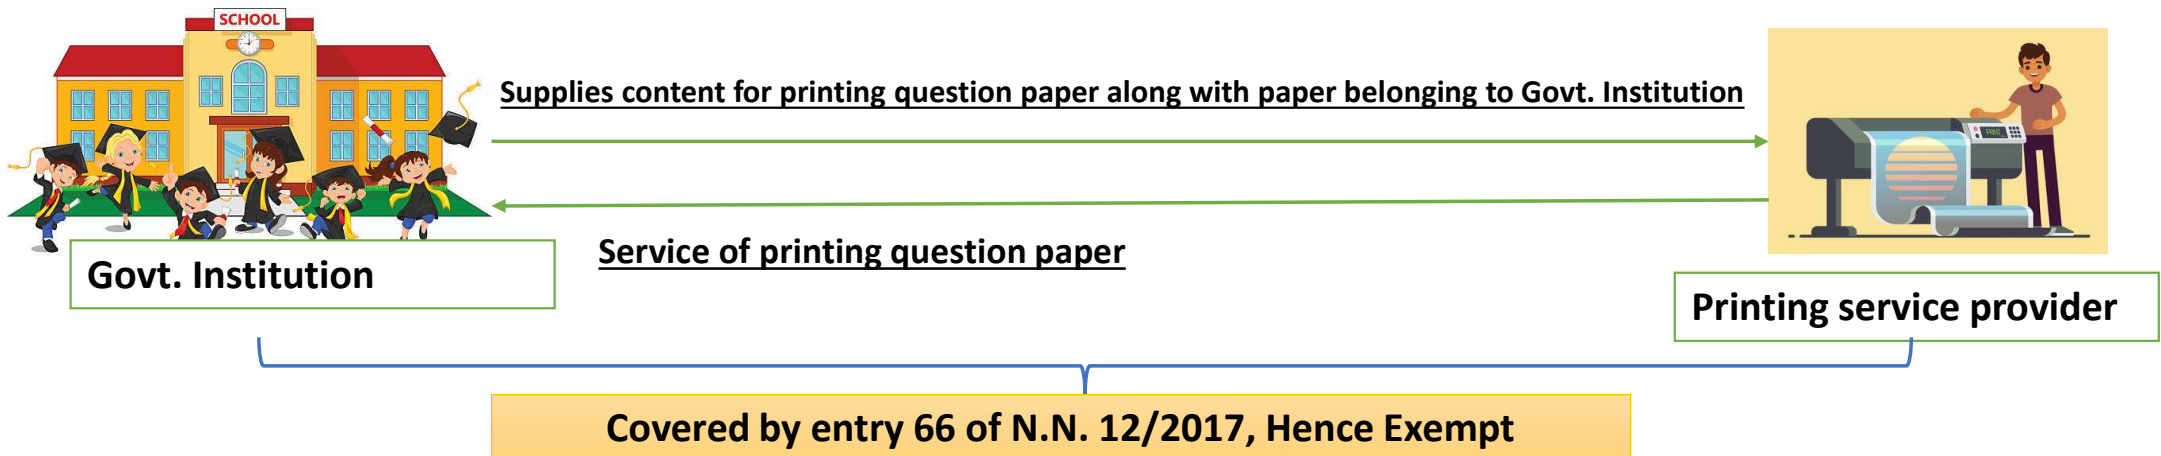 SCHOOL
Supplies content for printing question paper along with paper belonging to Govt. Institution
PRINT
Service of printing question paper
Govt. Institution
Printing service provider
Covered by entry 66 of N.N. 12/2017, Hence Exempt